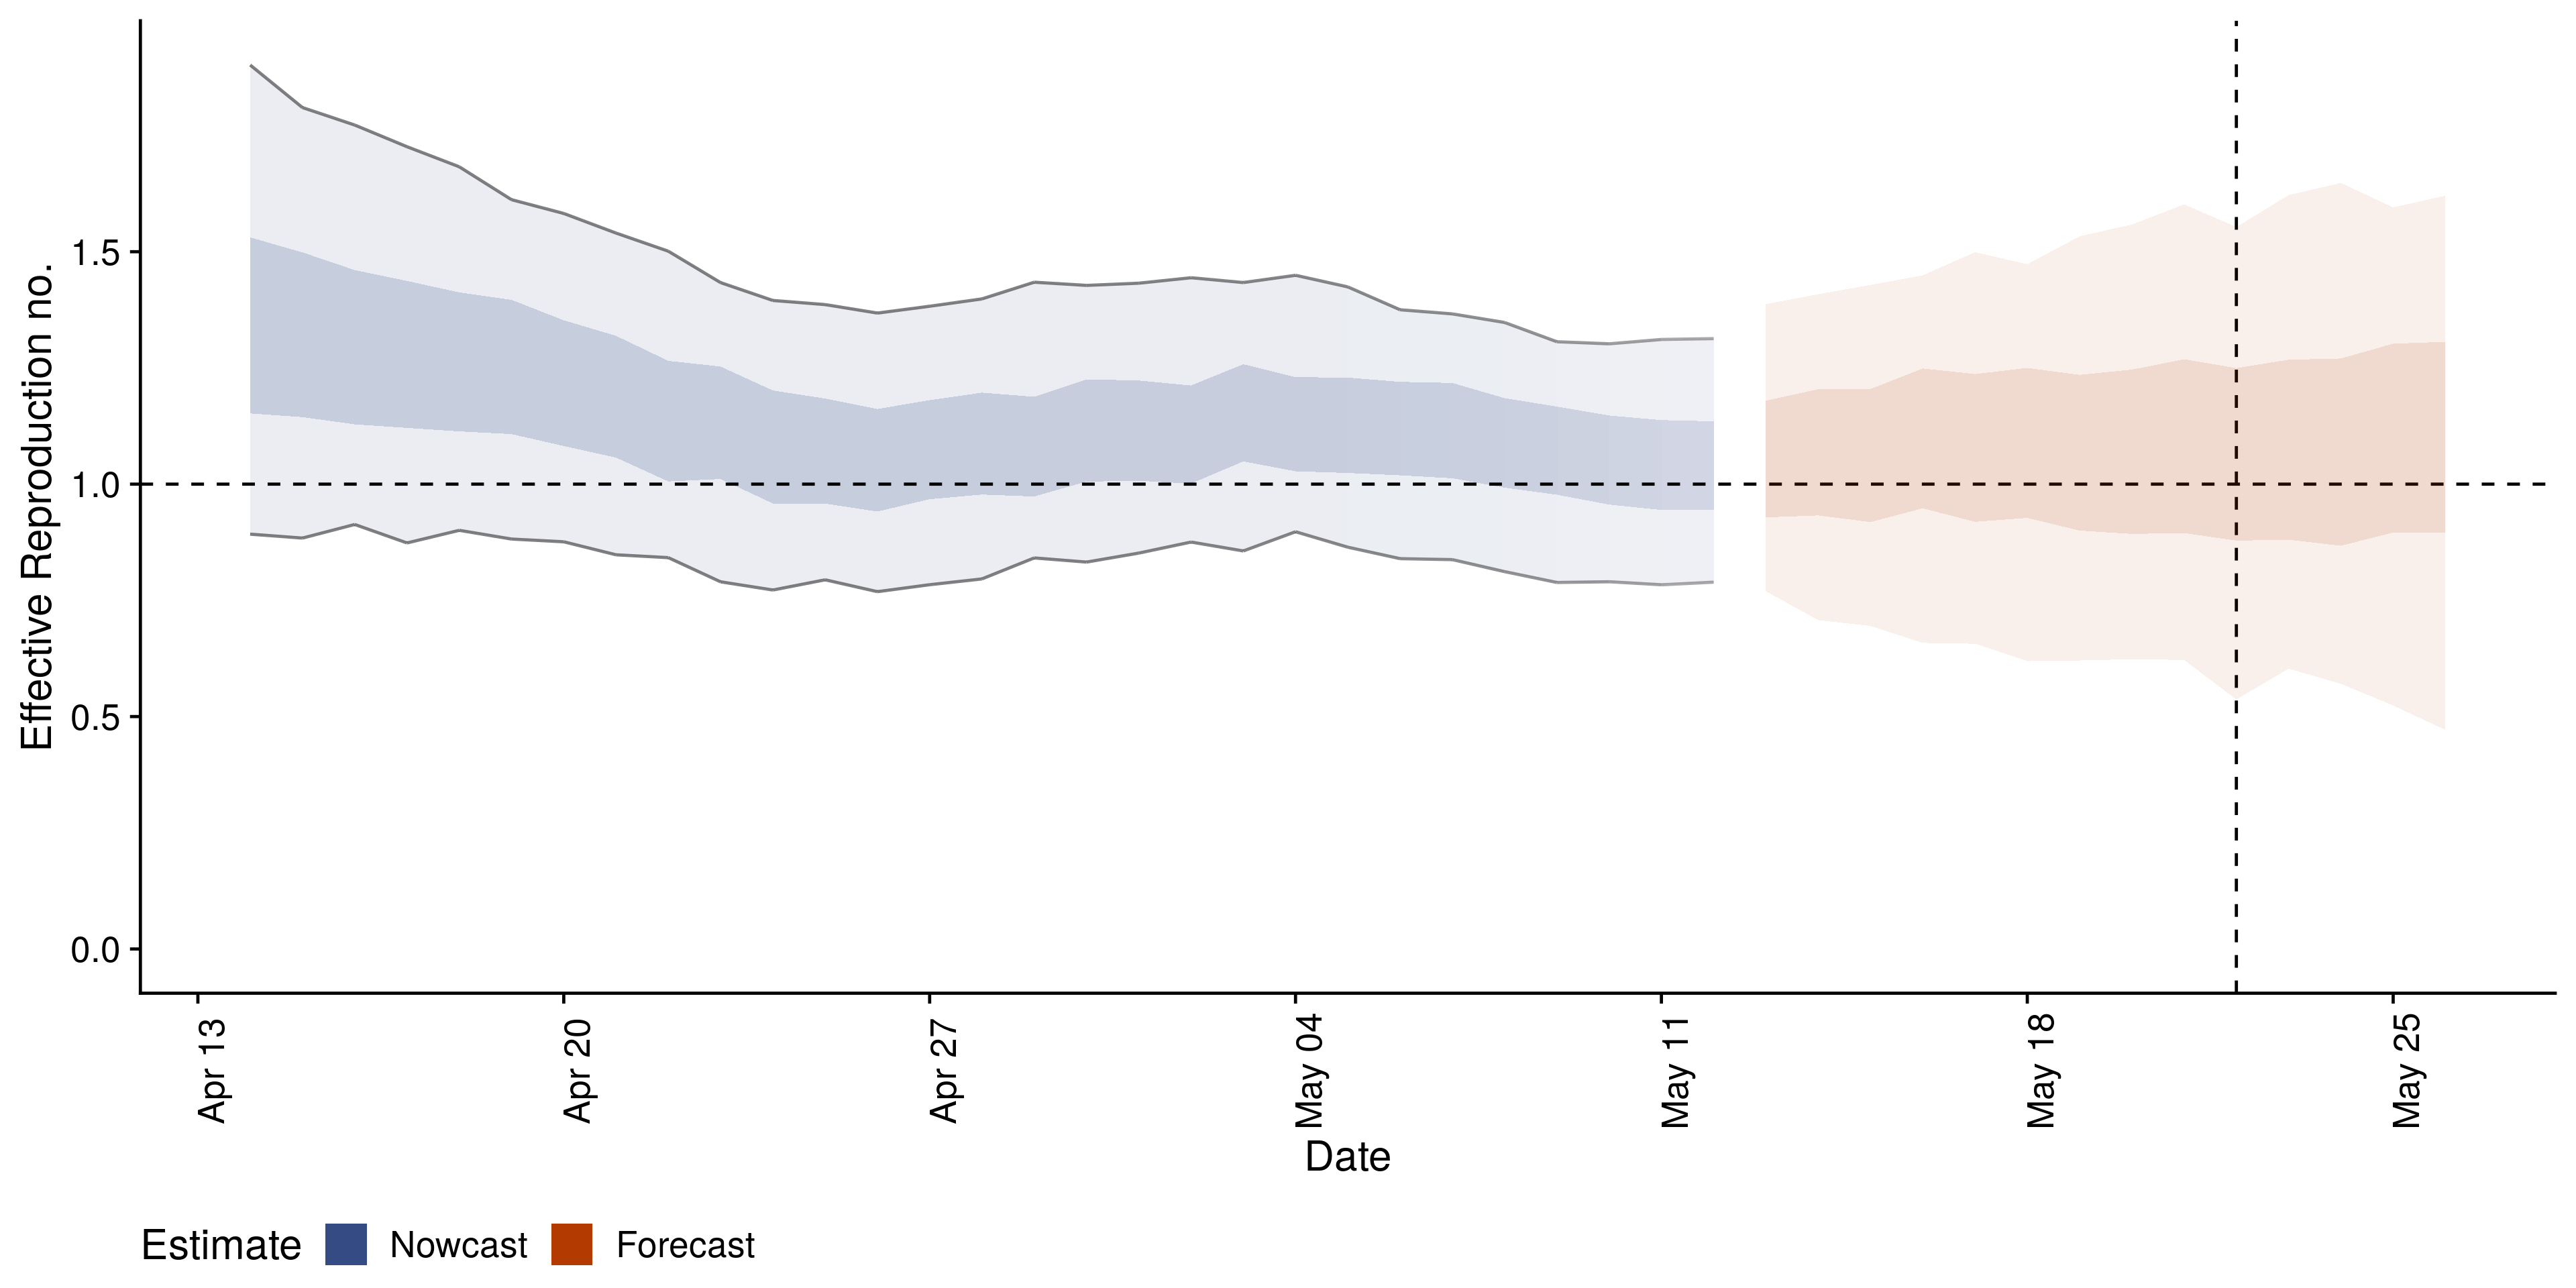 Effective Reproduction no.
1.5
1.0
0.5
0.0
Apr 13
Apr 20
Apr 27
May 04
May 11
May 18
May 25
Date
Estimate Nowcast Forecast